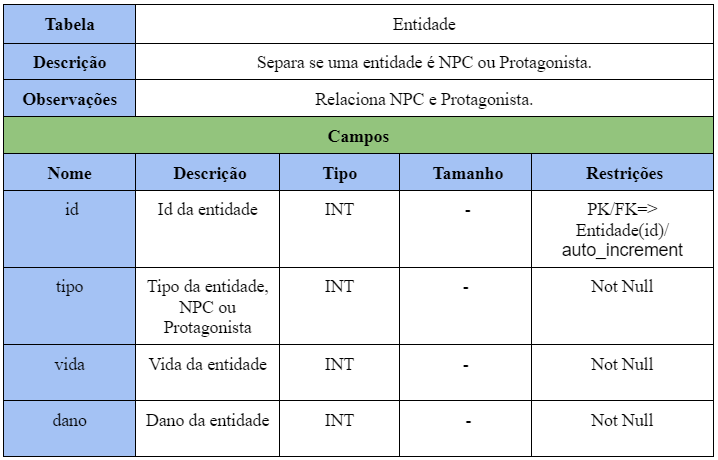 Tabela Entidade
Descrição Separa se uma entidade é NPC ou Protagonista.
Observações Relaciona NPC e Protagonista.
Campos
Nome Descrição Tipo Tamanho Restrições
id Id da entidade INT - PK/FK=>
Entidade(id)/
auto_increment
tipo Tipo da entidade, INT - Not Null
NPC ou
Protagonista
vida Vida da entidade INT - Not Null
dano Dano da entidade INT - Not Null